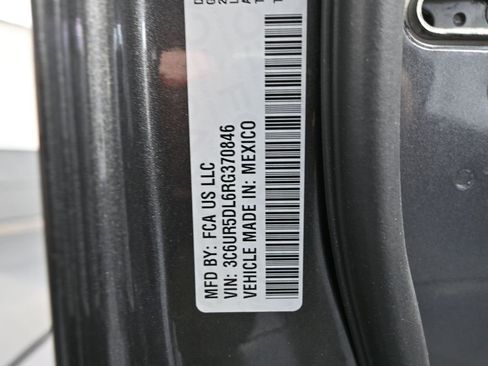 MFD BY: FCA US LLC
VIN: 3C6UR5DL6RG370846
VEHICLE MADE IN: MEXICO